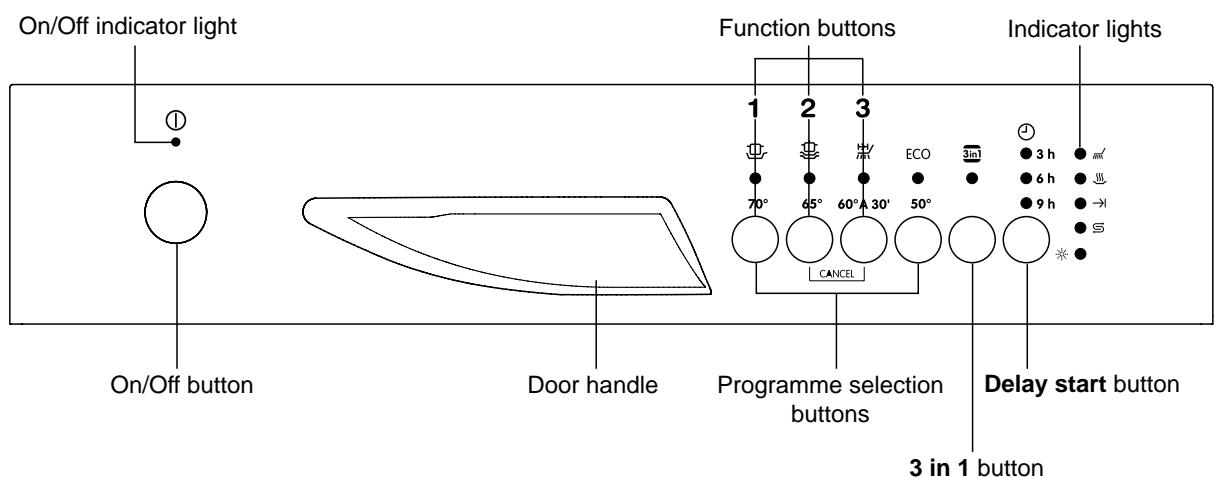 On/Off indicator light
Function buttons
Indicator lights
1 2 3
ECO 3in1 3 h
6 h
70° 65° 60°A 30' 50° 9 h
CANCEL
On/Off button
Door handle
Programme selection
buttons
Delay start button
3 in 1 button